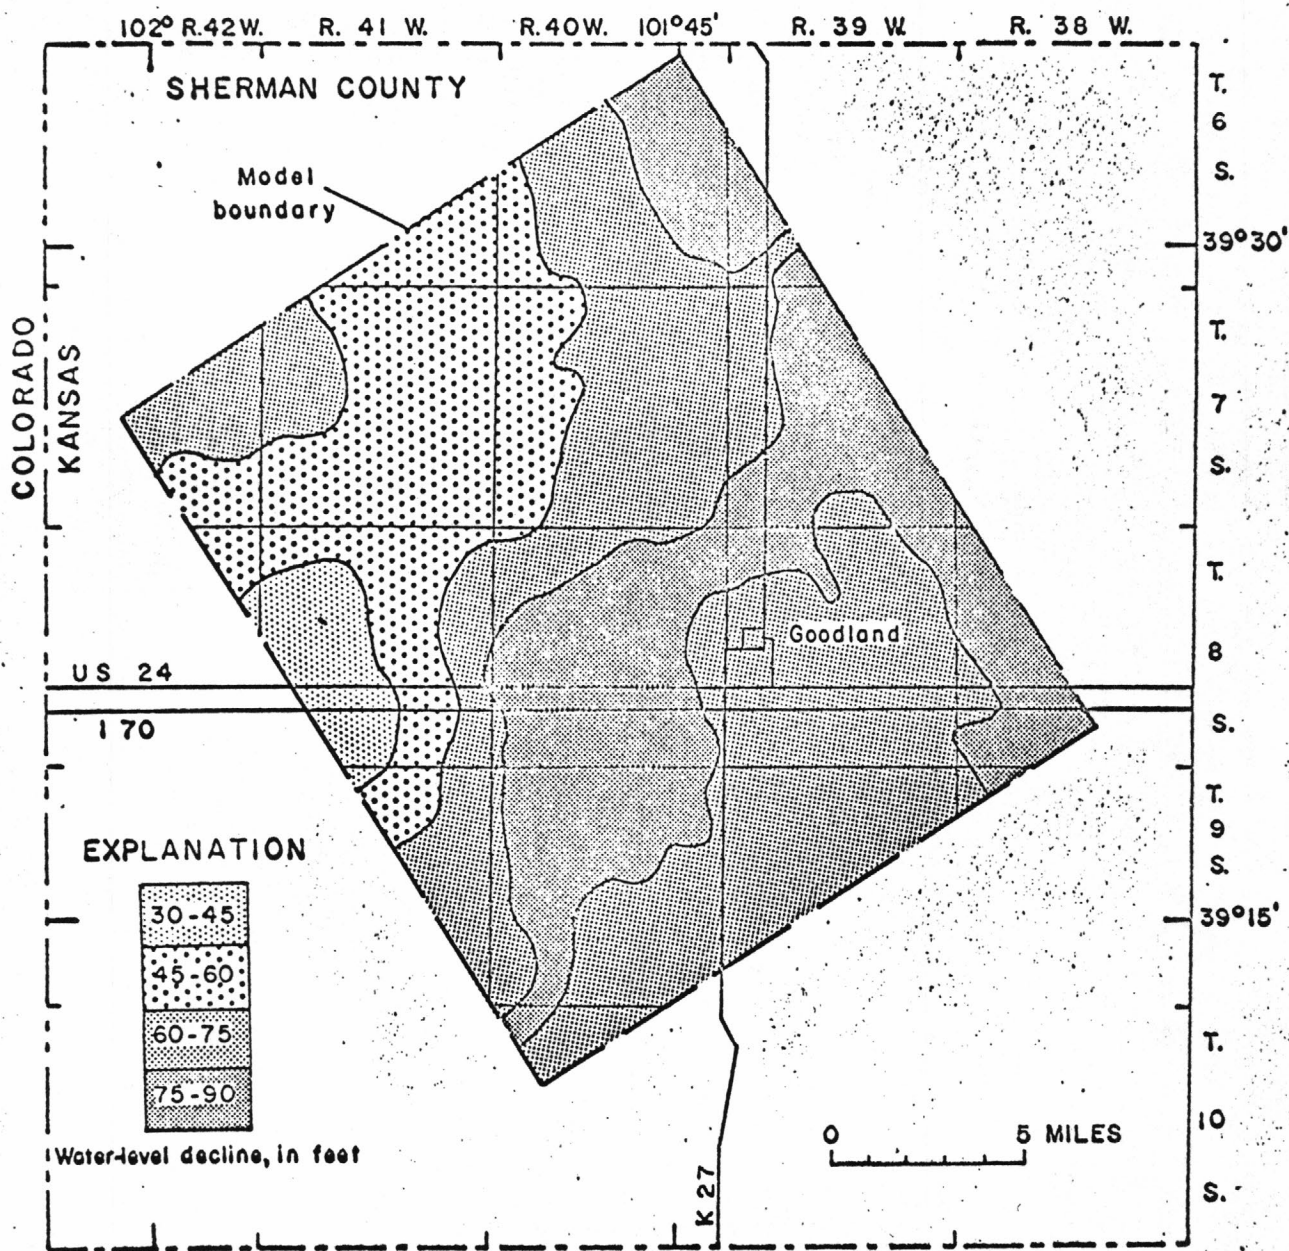 102° R.42W. R. 41 W. R.40W. 101°45' R. 39 W. R. 38 W.
SHERMAN COUNTY
T.
6
S.
Model
boundary
39°30'
COLORADO
KANSAS
T.
7
S.
T.
8
S.
Goodland
US 24
I 70
T.
9
S.
EXPLANATION
30-45
45-60
60-75
75-90
Water-level decline, in feet
39°15'
T.
10
S.
0 5 MILES
K 27